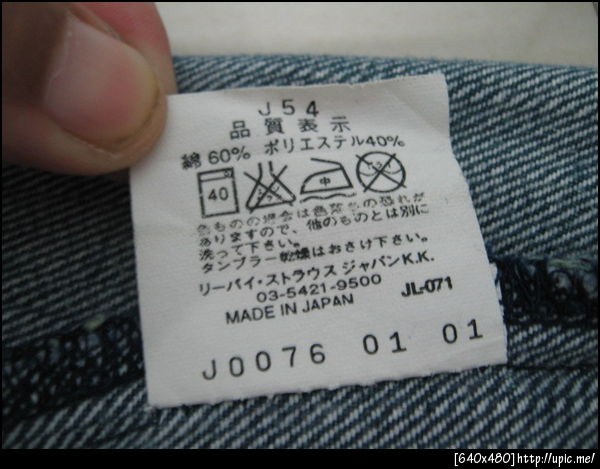 J54
品質表示
綿 60% ポリエステル40%
40 中
色ものの場合は色落ちの恐れが
ありますので、他のものとは別に
洗って下さい。
タンブラー乾燥はおさけ下さい。
リーバイ・ストラウス ジャパンK.K.
03-5421-9500
MADE IN JAPAN JL-071
J0076 01 01
[640x480]http://upic.me/